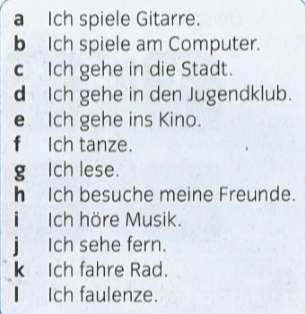 a Ich spiele Gitarre.
b Ich spiele am Computer.
c Ich gehe in die Stadt.
d Ich gehe in den Jugendklub.
e Ich gehe ins Kino.
f Ich tanze.
g Ich lese.
h Ich besuche meine Freunde.
i Ich höre Musik.
j Ich sehe fern.
k Ich fahre Rad.
l Ich faulenze.